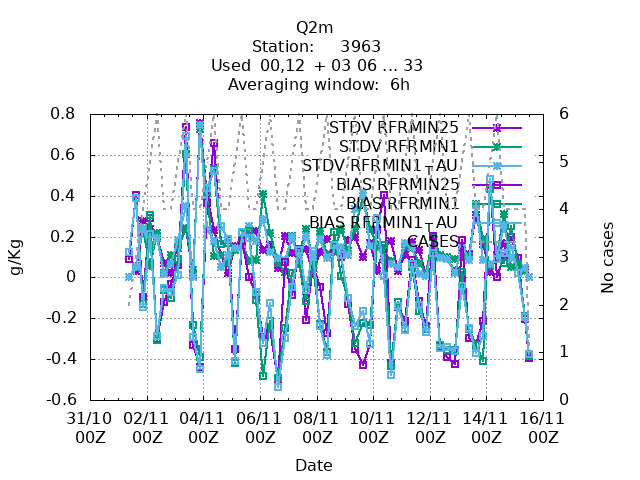 Q2m
Station: 3963
Used 00,12 + 03 06 ... 33
Averaging window: 6h
0.8
0.6
0.4
0.2
0
-0.2
-0.4
-0.6
g/Kg
6
5
4
3
2
1
0
No cases
STDV RFRMIN25
STDV RFRMIN1
STDV RFRMIN1-AU
BIAS RFRMIN25
BIAS RFRMIN1
BIAS RFRMIN1-AU
CASES
31/10 02/11 04/11 06/11 08/11 10/11 12/11 14/11 16/11
00Z 00Z 00Z 00Z 00Z 00Z 00Z 00Z 00Z
Date